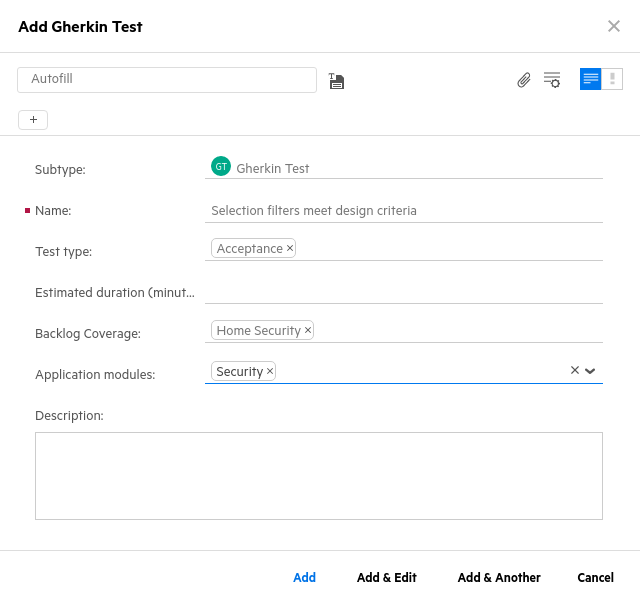 Add Gherkin Test
Autofill
+
Subtype: GT Gherkin Test
Name: Selection filters meet design criteria
Test type: Acceptance ×
Estimated duration (minut...
Backlog Coverage: Home Security ×
Application modules: Security ×
Description:
Add Add & Edit Add & Another Cancel